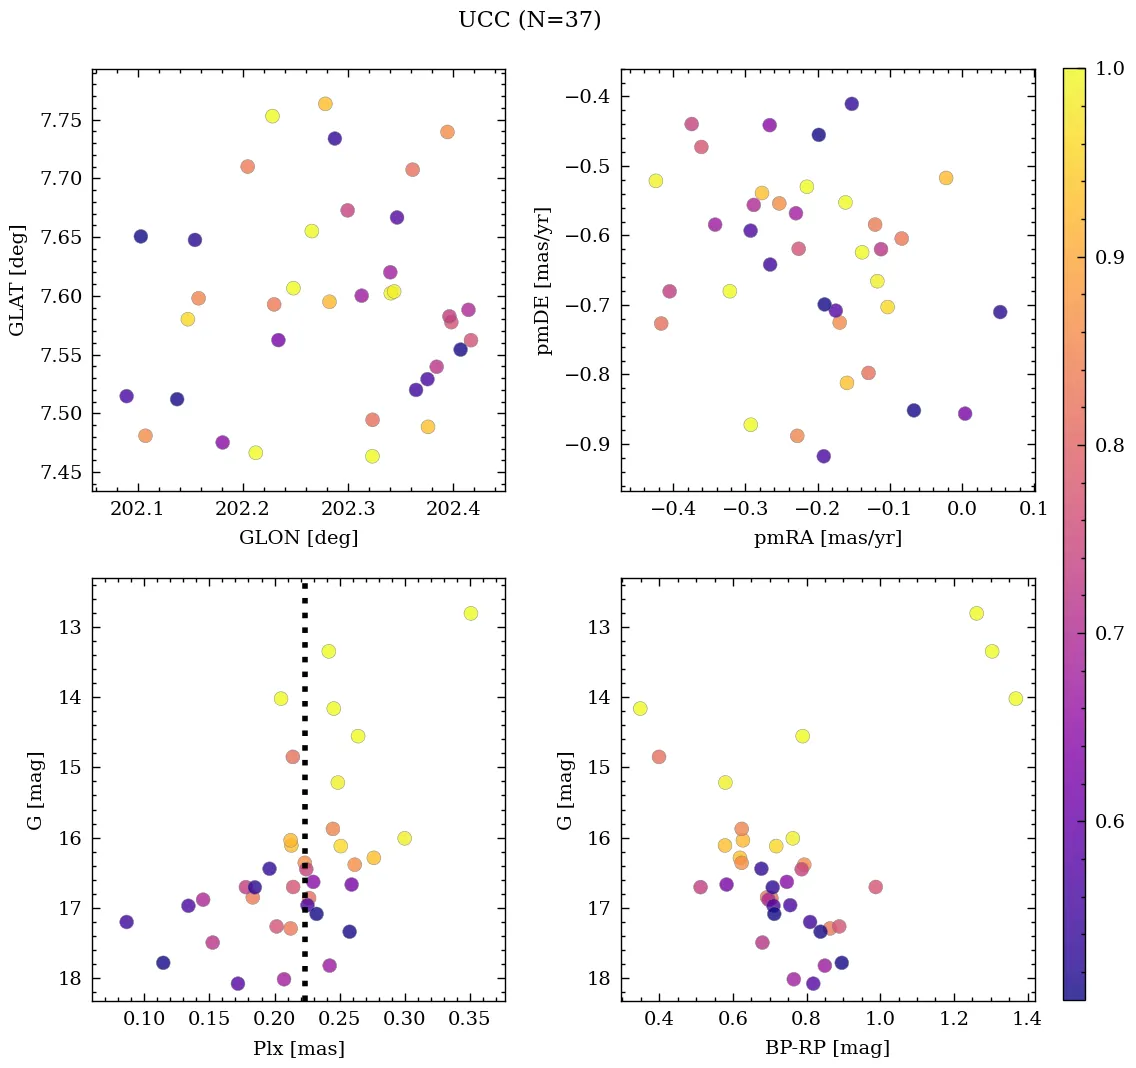 UCC (N=37)
7.75
7.70
7.65
7.60
7.55
7.50
7.45
GLAT [deg]
202.1 202.2 202.3 202.4
GLON [deg]
−0.4
−0.5
−0.6
−0.7
−0.8
−0.9
pmDE [mas/yr]
−0.4 −0.3 −0.2 −0.1 0.0 0.1
pmRA [mas/yr]
13
14
15
16
17
18
G [mag]
0.10 0.15 0.20 0.25 0.30 0.35
Plx [mas]
13
14
15
16
17
18
G [mag]
0.4 0.6 0.8 1.0 1.2 1.4
BP-RP [mag]
1.0
0.9
0.8
0.7
0.6